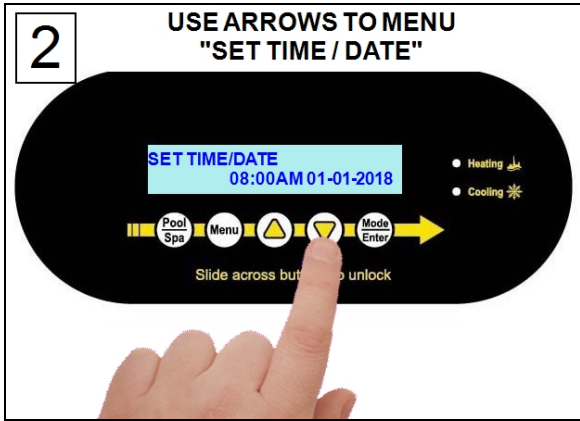 2
USE ARROWS TO MENU
"SET TIME / DATE"
SET TIME/DATE
08:00AM 01-01-2018
Heating
Cooling
Pool
Spa
Menu
Mode
Enter
Slide across but o unlock